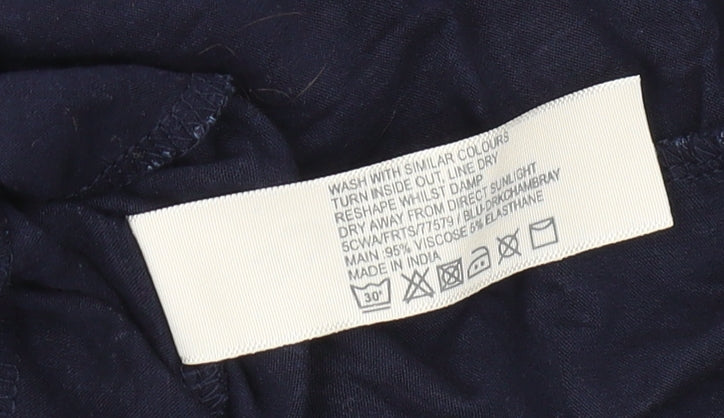 WASH WITH SIMILAR COLOURS
TURN INSIDE OUT. LINE DRY
RESHAPE WHILST DAMP
DRY AWAY FROM DIRECT SUNLIGHT
5CWA/FRTS/77579 / BLU.DRKCHAMBRAY
MAIN :95% VISCOSE 5% ELASTHANE
MADE IN INDIA
30°